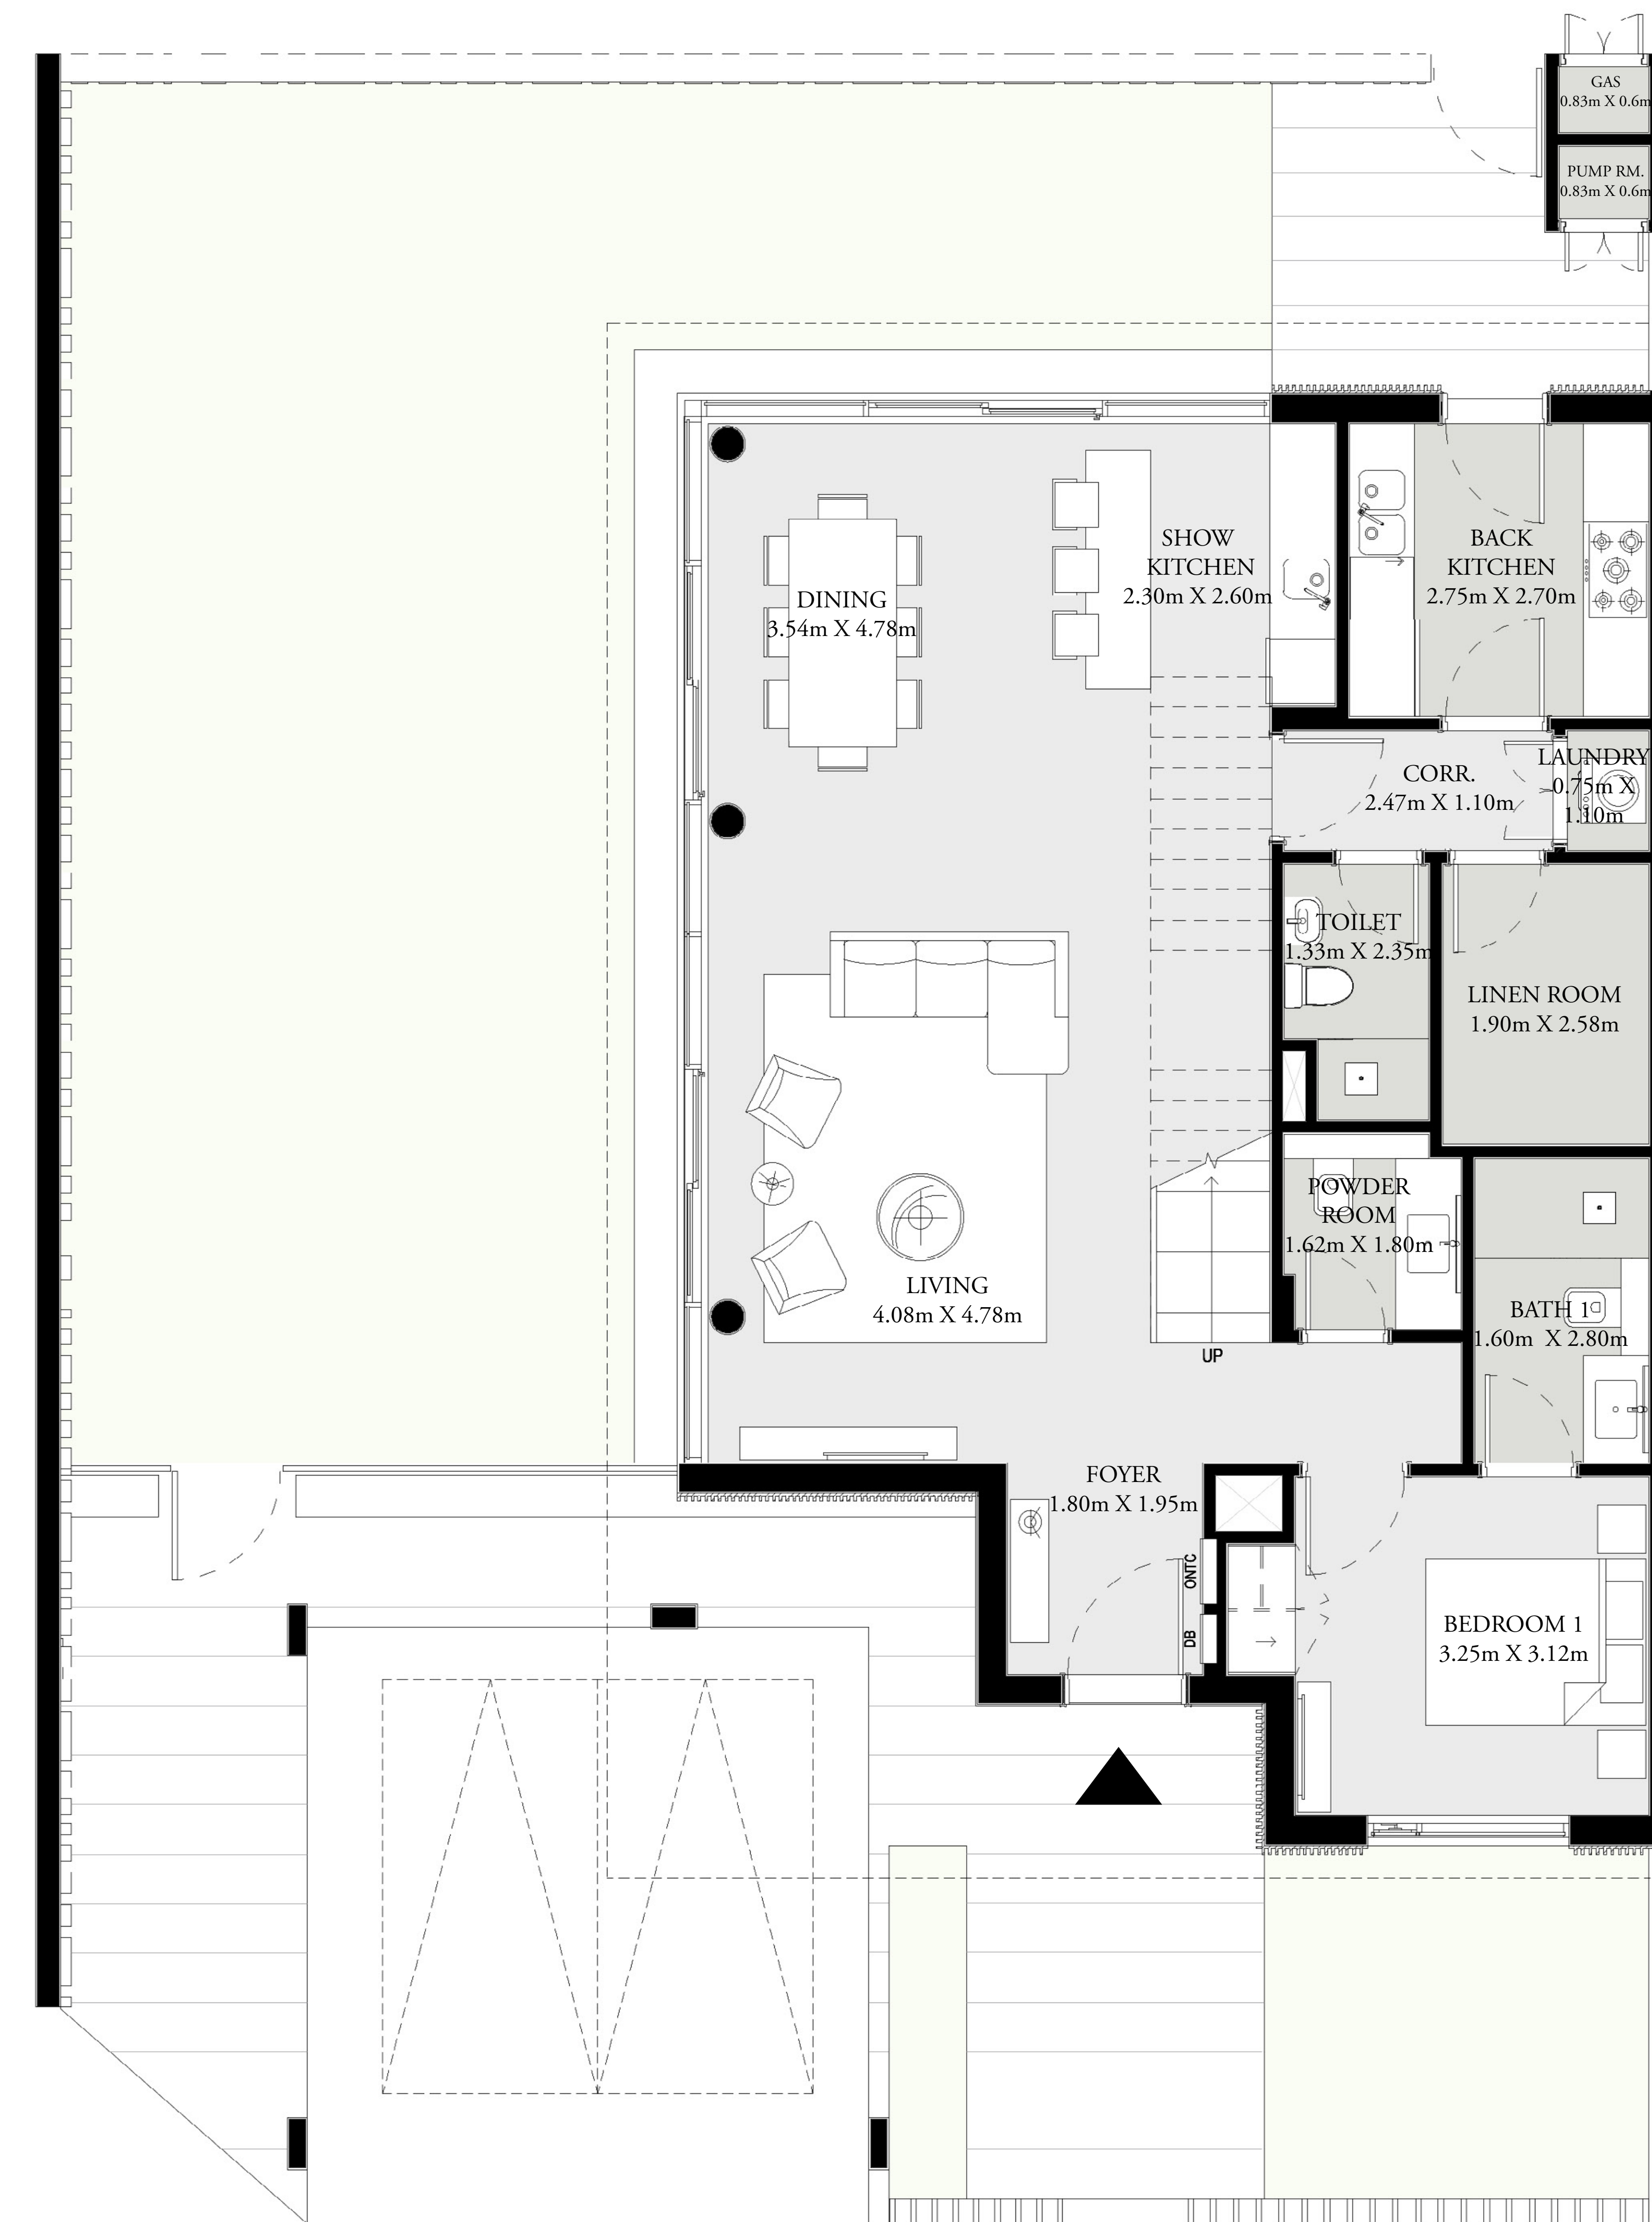 GAS
0.83m X 0.6m
PUMP RM.
0.83m X 0.6m
SHOW
KITCHEN
2.30m X 2.60m
BACK
KITCHEN
2.75m X 2.70m
DINING
3.54m X 4.78m
CORR.
2.47m X 1.10m
LAUNDRY
0.75m X
1.10m
TOILET
1.33m X 2.35m
LINEN ROOM
1.90m X 2.58m
POWDER
ROOM
1.62m X 1.80m
LIVING
4.08m X 4.78m
BATH 1
1.60m X 2.80m
UP
FOYER
1.80m X 1.95m
ONTC
DB
BEDROOM 1
3.25m X 3.12m